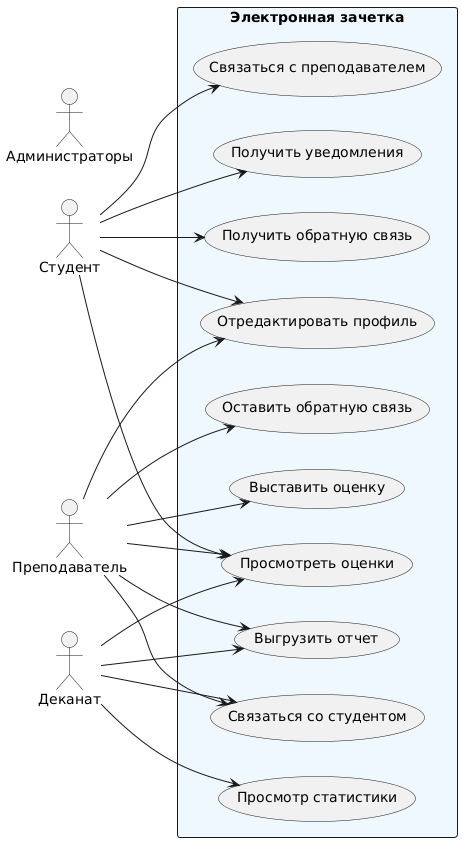 Электронная зачетка
Связаться с преподавателем
Администраторы
Получить уведомления
Получить обратную связь
Студент
Отредактировать профиль
Оставить обратную связь
Выставить оценку
Просмотреть оценки
Преподаватель
Выгрузить отчет
Деканат
Связаться со студентом
Просмотр статистики